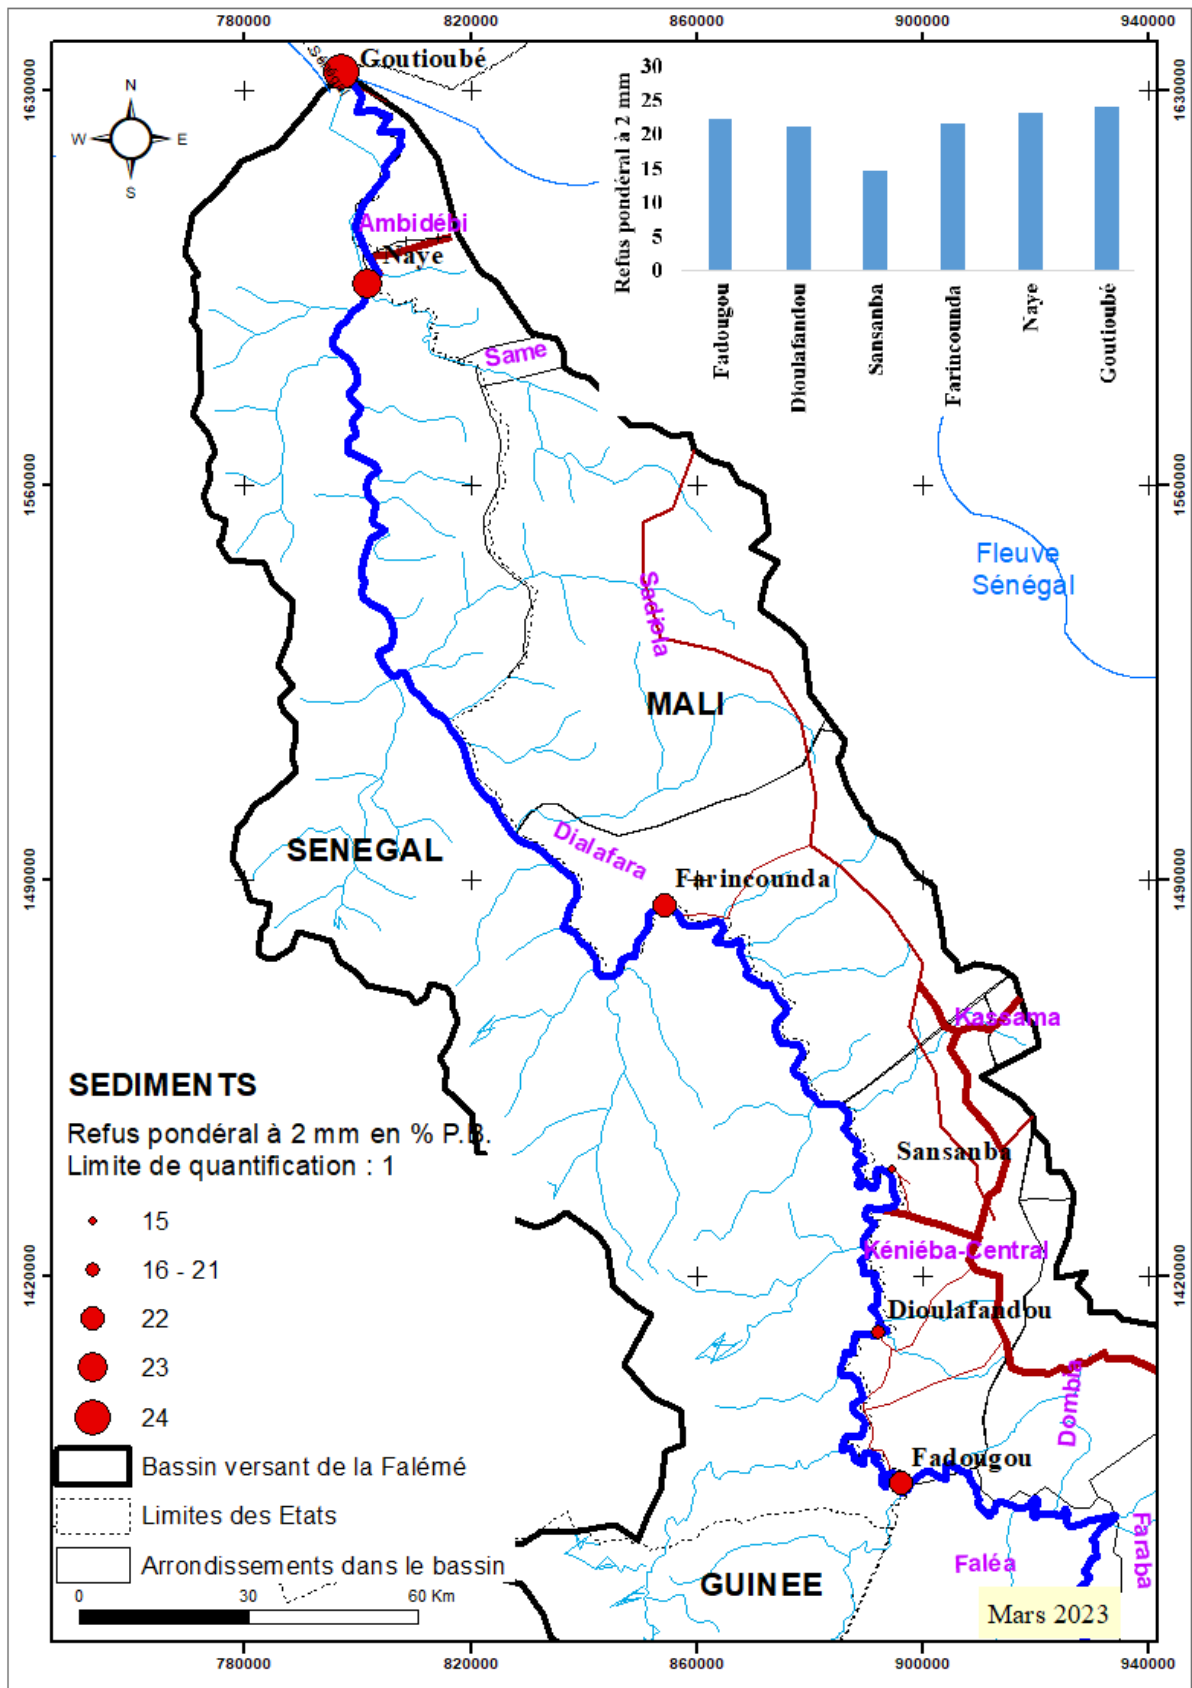 780000
820000
860000
900000
940000
Goutioubé
1630000
1630000
N
W
E
S
Refus pondéral à 2 mm
30
25
20
15
10
5
0
Fadougou
Dioulafandou
Sansanba
Farincounda
Naye
Goutioubé
Ambidébi
Naye
Same
1560000
1560000
Fleuve
Sénégal
Sadiola
MALI
SENEGAL
Dialafara
Farincounda
1490000
1490000
Kassama
SEDIMENTS
Refus pondéral à 2 mm en % P.B.
Limite de quantification : 1
Sansanba
15
16 - 21
22
23
24
Kéniéba-Central
1420000
1420000
Dioulafandou
Dombia
Fadougou
Bassin versant de la Falémé
Limites des Etats
Arrondissements dans le bassin
Faraba
Faléa
GUINEE
0
30
60 Km
Mars 2023
780000
820000
860000
900000
940000